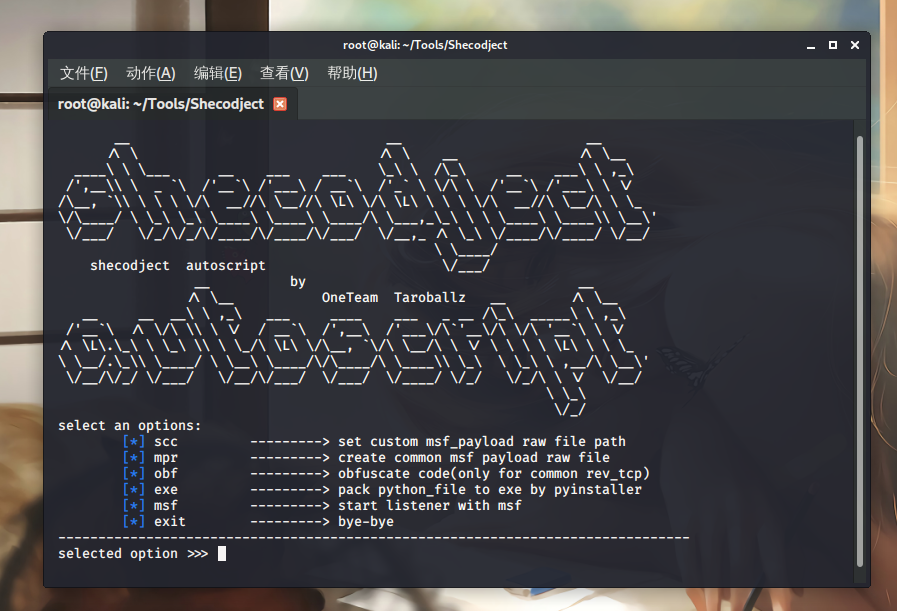 root@kali: ~/Tools/Shecodject
文件(F) 动作(A) 编辑(E) 查看(V) 帮助(H)
root@kali: ~/Tools/Shecodject
shecodject
shecodject autoscript
by
OneTeam Taroballz
autoscript
select an options:
[*] scc ---------> set custom msf_payload raw file path
[*] mpr ---------> create common msf payload raw file
[*] obf ---------> obfuscate code(only for common rev_tcp)
[*] exe ---------> pack python_file to exe by pyinstaller
[*] msf ---------> start listener with msf
[*] exit ---------> bye-bye
-------------------------------------------------------------------------------
selected option >>>